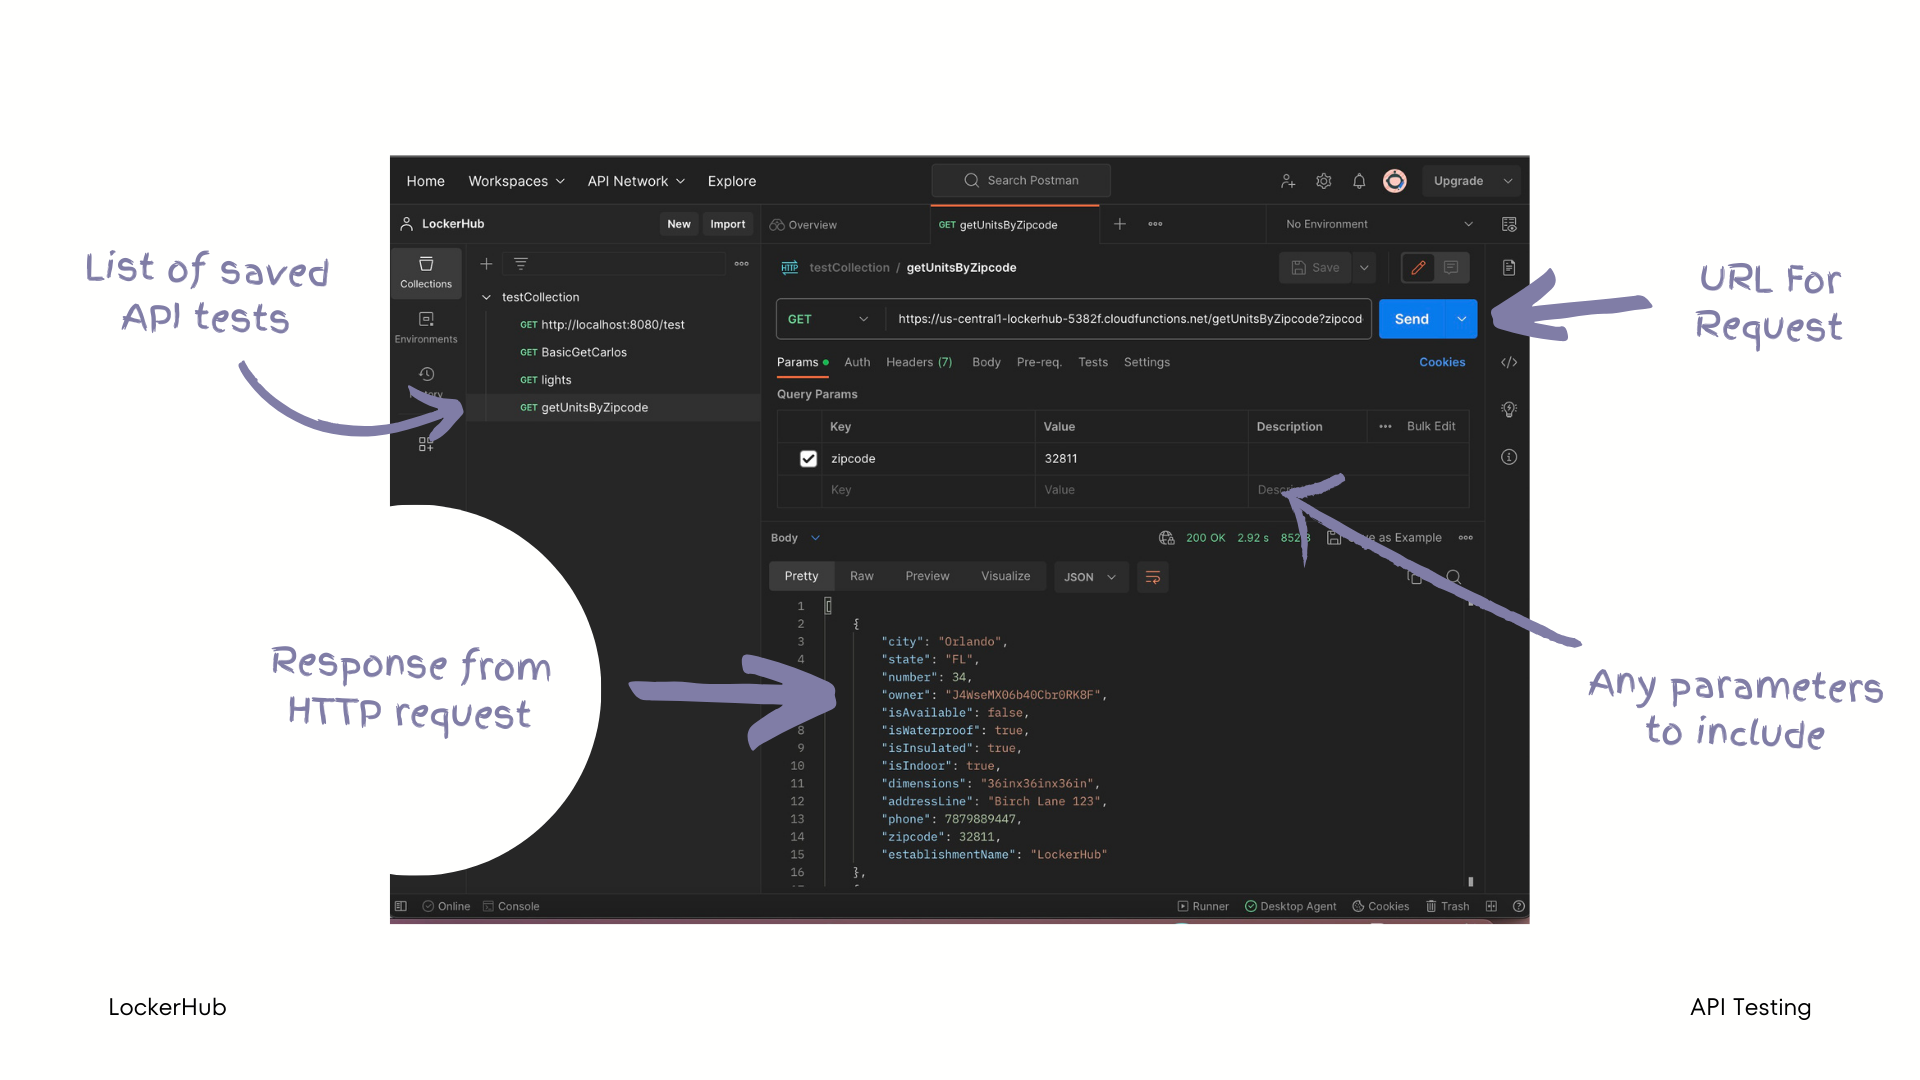 Home Workspaces API Network Explore Search Postman Upgrade
LockerHub New Import Overview GET getUnitsByZipcode No Environment
List of saved
API tests
Collections
Environments
testCollection
GET http://localhost:8080/test
GET BasicGetCarlos
GET lights
GET getUnitsByZipcode
HTTP testCollection / getUnitsByZipcode Save
GET https://us-central1-lockerhub-5382f.cloudfunctions.net/getUnitsByZipcode?zipcod Send
URL For
Request
Params Auth Headers (7) Body Pre-req. Tests Settings Cookies
Query Params
Key Value Description Bulk Edit
zipcode 32811
Key Value
Body 200 OK 2.92 s as Example
Pretty Raw Preview Visualize JSON
1 [
2 {
3 "city": "Orlando",
4 "state": "FL",
"number": 34,
"owner": "J4WseMX06b40Cbr0RK8F",
"isAvailable": false,
8 "isWaterproof": true,
9 "isInsulated": true,
10 "isIndoor": true,
11 "dimensions": "36inx36inx36in",
12 "addressLine": "Birch Lane 123",
13 "phone": 7879889447,
14 "zipcode": 32811,
15 "establishmentName": "LockerHub"
16 },
Response from
HTTP request
Any parameters
to include
Online Console Runner Desktop Agent Cookies Trash
LockerHub API Testing